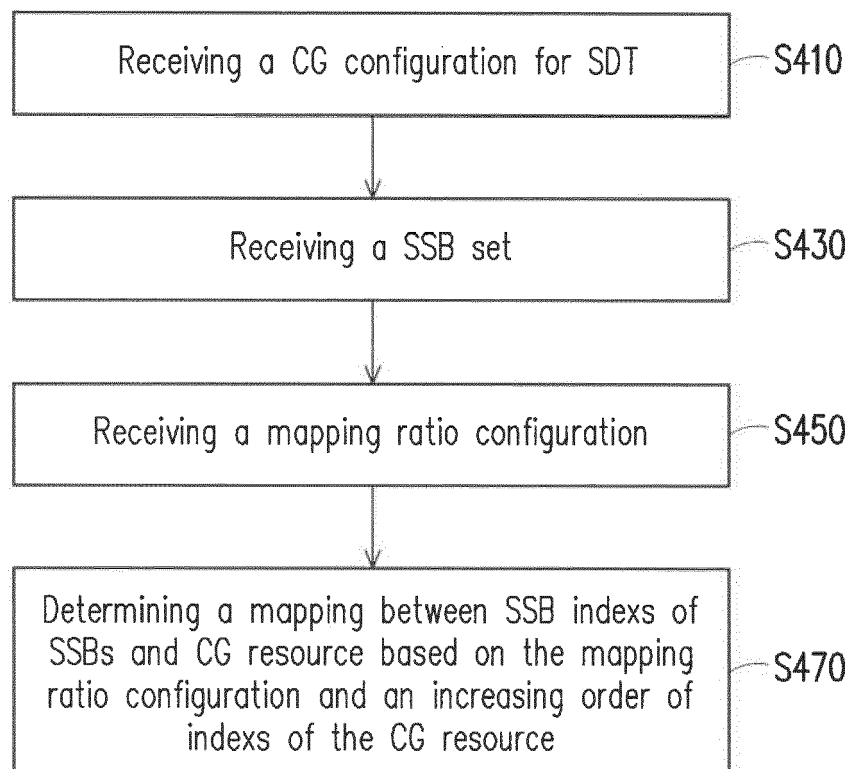 Receiving a CG configuration for SDT
S410
Receiving a SSB set
S430
Receiving a mapping ratio configuration
S450
Determining a mapping between SSB indexs of
SSBs and CG resource based on the mapping
ratio configuration and an increasing order of
indexs of the CG resource
S470